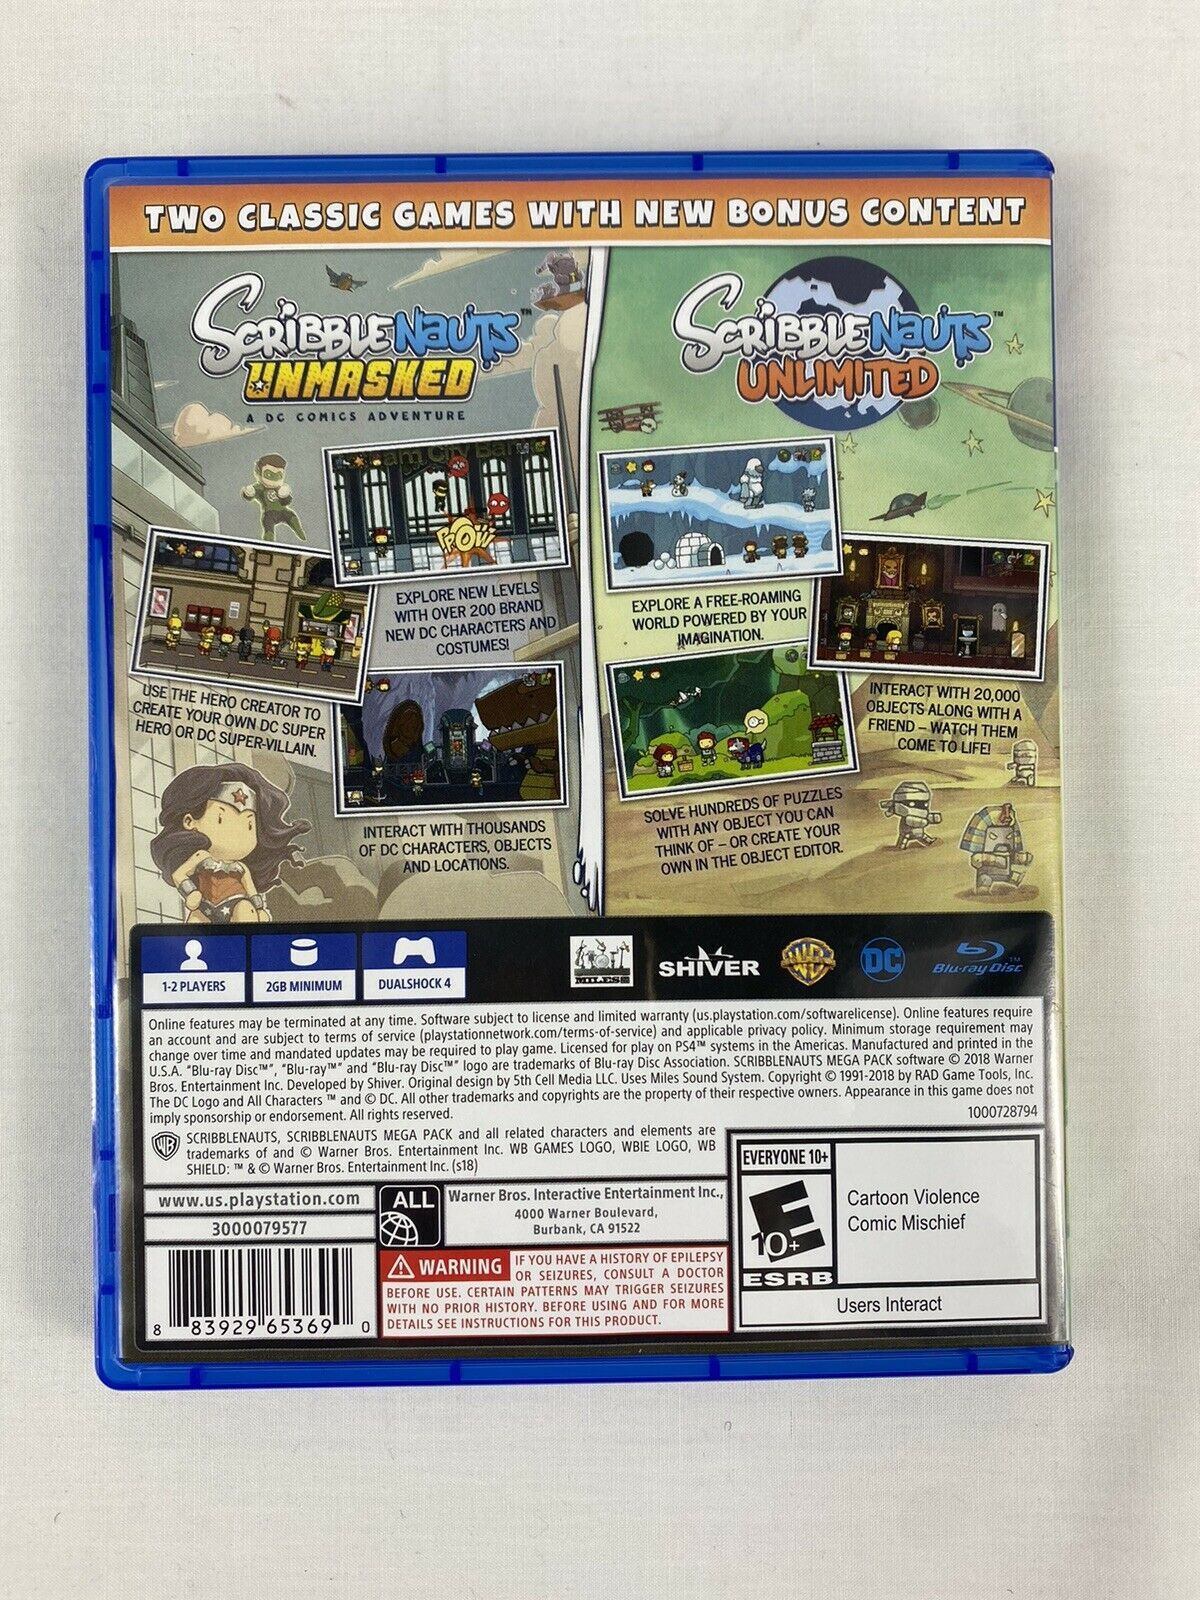 TWO CLASSIC GAMES WITH NEW BONUS CONTENT
SCRIBBLENAUTS™
UNMASKED
A DC COMICS ADVENTURE
POW
EXPLORE NEW LEVELS
WITH OVER 200 BRAND
NEW DC CHARACTERS AND
COSTUMES!
USE THE HERO CREATOR TO
CREATE YOUR OWN DC SUPER
HERO OR DC SUPER-VILLAIN.
INTERACT WITH THOUSANDS
OF DC CHARACTERS, OBJECTS
AND LOCATIONS.
SCRIBBLENAUTS™
UNLIMITED
EXPLORE A FREE-ROAMING
WORLD POWERED BY YOUR
IMAGINATION.
INTERACT WITH 20,000
OBJECTS ALONG WITH A
FRIEND – WATCH THEM
COME TO LIFE!
SOLVE HUNDREDS OF PUZZLES
WITH ANY OBJECT YOU CAN
THINK OF – OR CREATE YOUR
OWN IN THE OBJECT EDITOR.
1-2 PLAYERS
2GB MINIMUM
DUALSHOCK 4
MILES
SHIVER
WB
DC
Blu-ray Disc™
Online features may be terminated at any time. Software subject to license and limited warranty (us.playstation.com/softwarelicense). Online features require
an account and are subject to terms of service (playstationnetwork.com/terms-of-service) and applicable privacy policy. Minimum storage requirement may
change over time and mandated updates may be required to play game. Licensed for play on PS4™ systems in the Americas. Manufactured and printed in the
U.S.A. "Blu-ray Disc™", "Blu-ray™" and "Blu-ray Disc™" logo are trademarks of Blu-ray Disc Association. SCRIBBLENAUTS MEGA PACK software © 2018 Warner
Bros. Entertainment Inc. Developed by Shiver. Original design by 5th Cell Media LLC. Uses Miles Sound System. Copyright © 1991-2018 by RAD Game Tools, Inc.
The DC Logo and All Characters ™ and © DC. All other trademarks and copyrights are the property of their respective owners. Appearance in this game does not
imply sponsorship or endorsement. All rights reserved.
1000728794
WB
SCRIBBLENAUTS, SCRIBBLENAUTS MEGA PACK and all related characters and elements are
trademarks of and © Warner Bros. Entertainment Inc. WB GAMES LOGO, WBIE LOGO, WB
SHIELD: ™ & © Warner Bros. Entertainment Inc. (s18)
www.us.playstation.com
3000079577
8 83929 65369 0
ALL
Warner Bros. Interactive Entertainment Inc.,
4000 Warner Boulevard,
Burbank, CA 91522
WARNING IF YOU HAVE A HISTORY OF EPILEPSY
OR SEIZURES, CONSULT A DOCTOR
BEFORE USE. CERTAIN PATTERNS MAY TRIGGER SEIZURES
WITH NO PRIOR HISTORY. BEFORE USING AND FOR MORE
DETAILS SEE INSTRUCTIONS FOR THIS PRODUCT.
EVERYONE 10+
E
10+
ESRB
Cartoon Violence
Comic Mischief
Users Interact